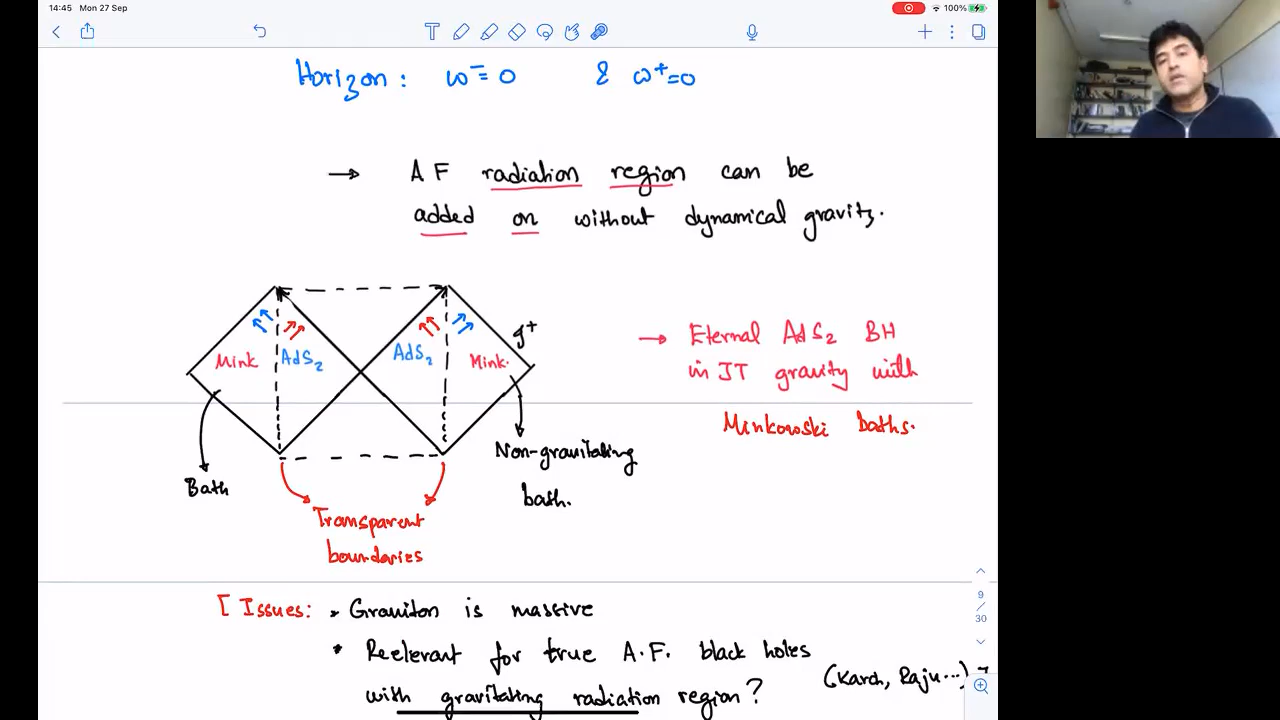 14:45 Mon 27 Sep
100%
Horizon: ω⁻=0 & ω⁺=0
→ AF radiation region can be
added on without dynamical gravity.
Mink AdS₂ AdS₂ Mink. 𝒥⁺
→ Eternal AdS₂ BH
in JT gravity with
Minkowski baths.
Bath
Non-gravitating
bath.
Transparent
boundaries
[Issues: * Graviton is massive
* Reelevant for true A.F. black holes
with gravitating radiation region?
(Karch, Raju...)
9
/
30